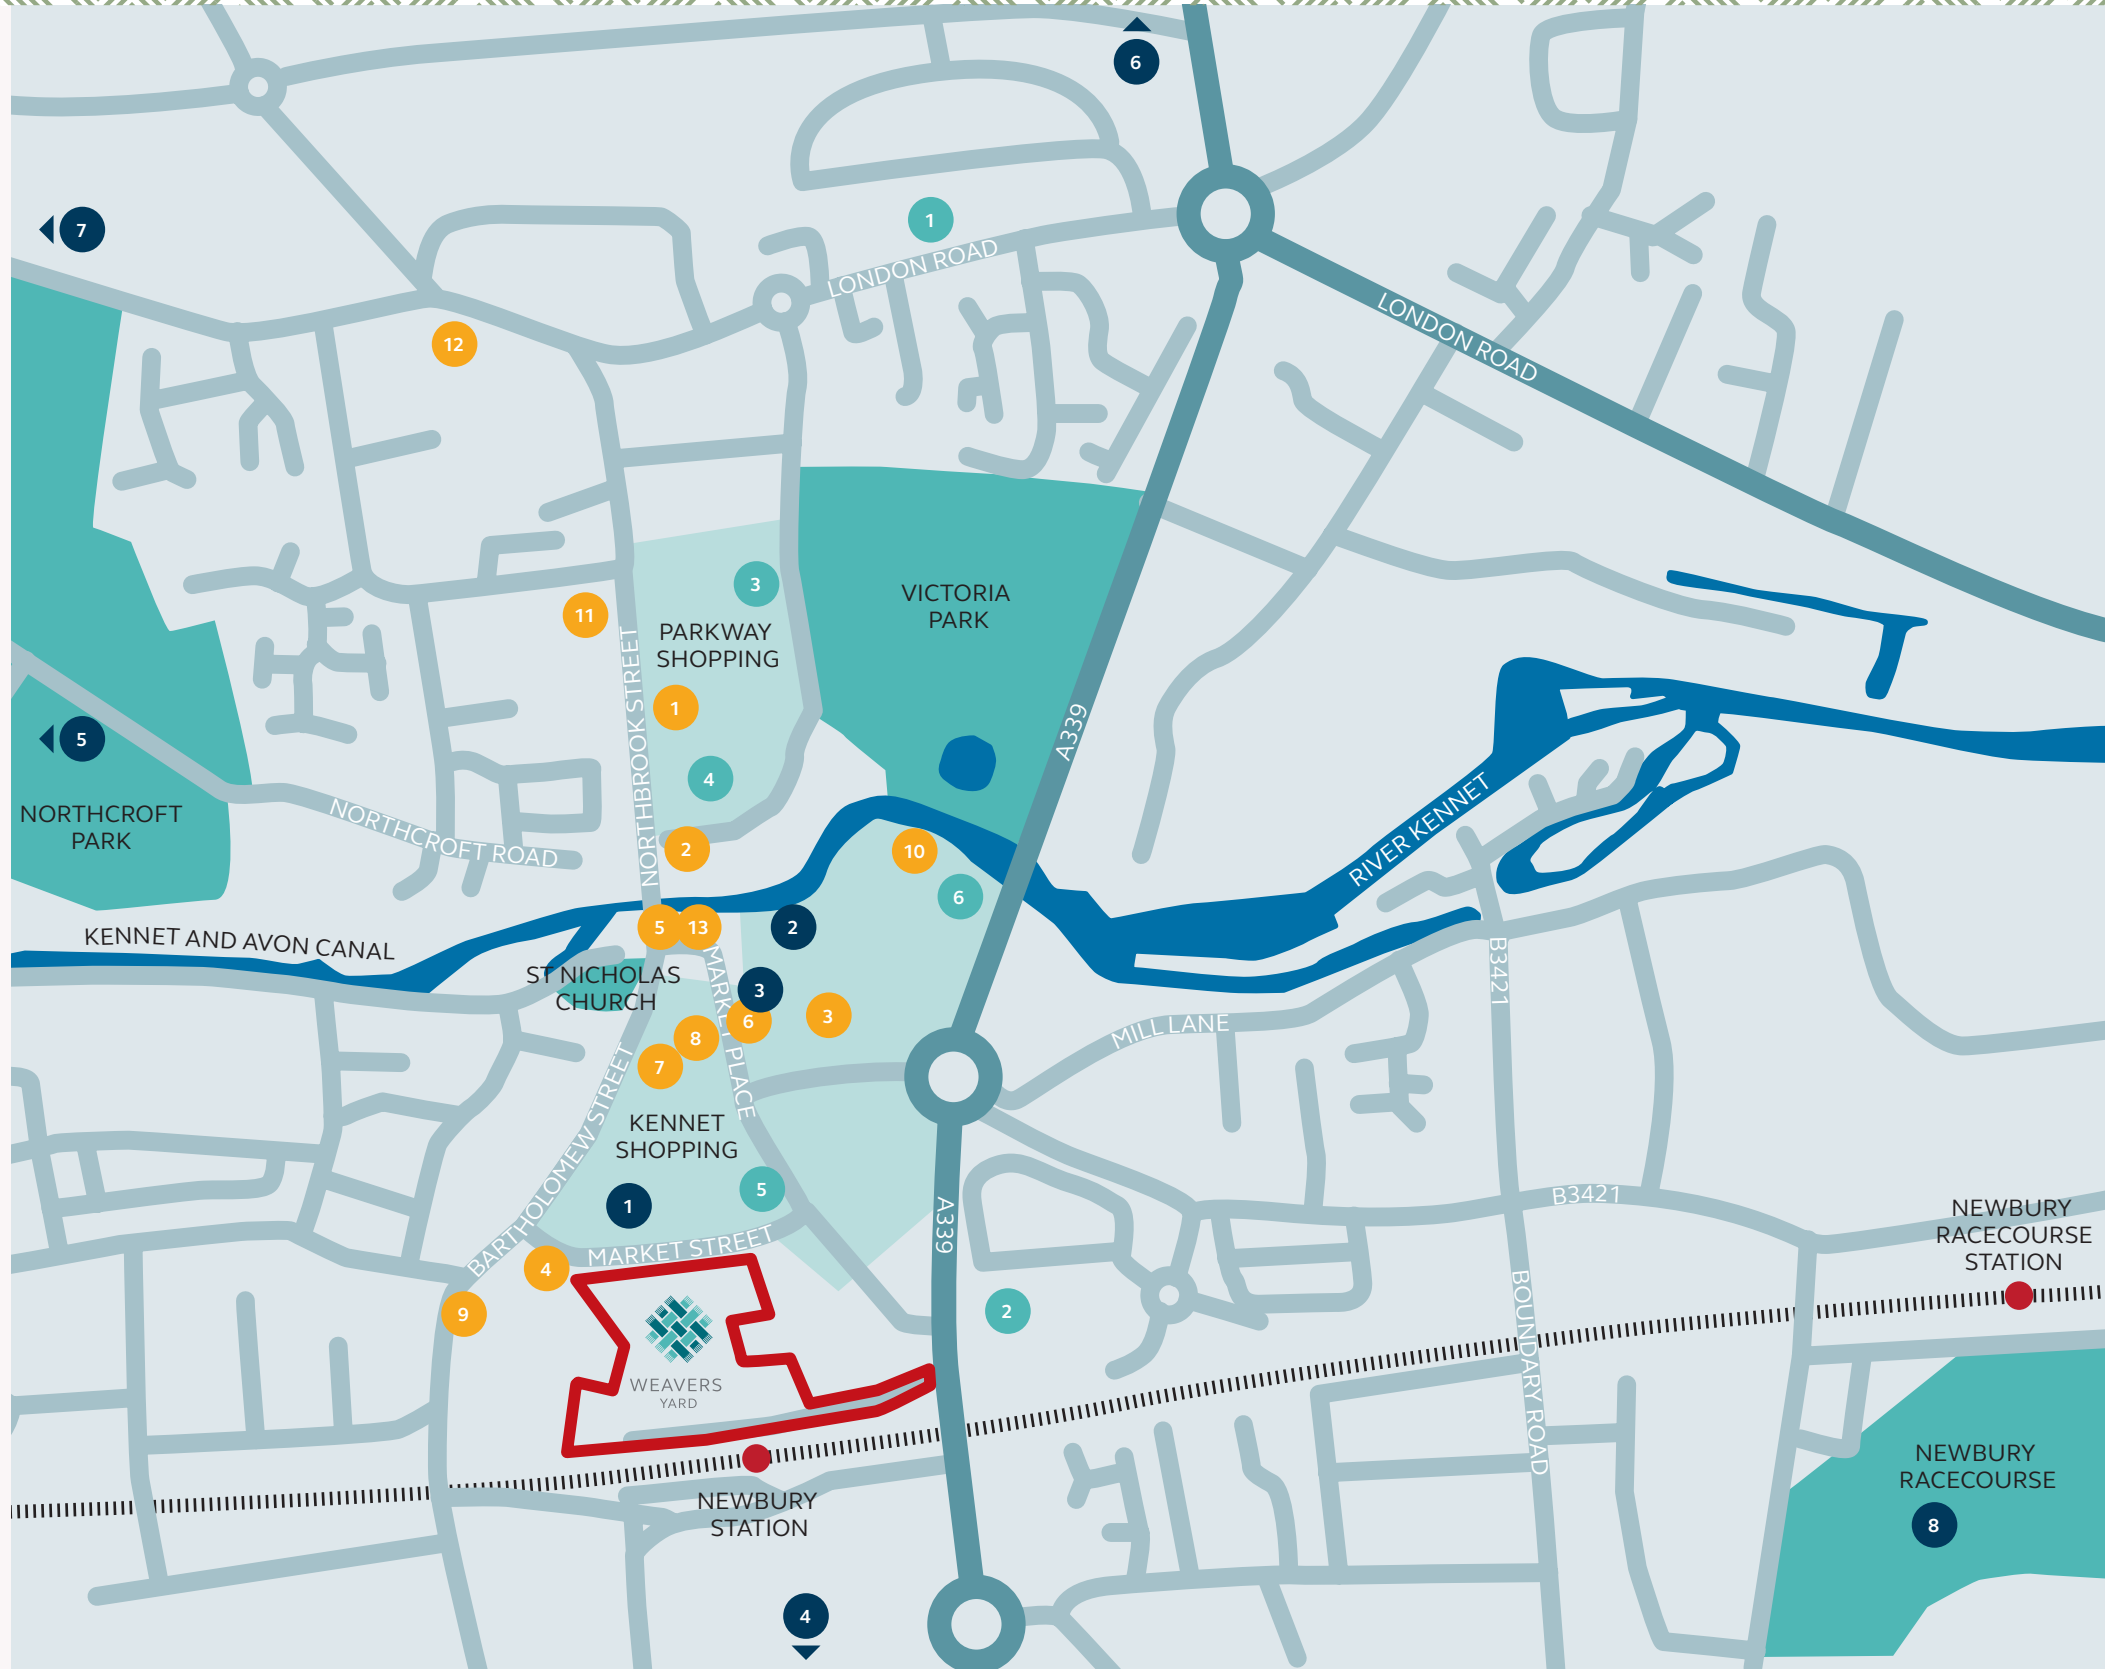 6
7
1
LONDON ROAD
LONDON ROAD
12
3
11
VICTORIA
PARK
PARKWAY
SHOPPING
1
NORTHBROOK STREET
A339
5
4
NORTHCROFT
PARK
NORTHCROFT ROAD
2
10
RIVER KENNET
6
KENNET AND AVON CANAL
5
13
2
ST NICHOLAS
CHURCH
MARKET PLACE
3
6
3
8
7
B3421
MILL LANE
BARTHOLOMEW STREET
KENNET
SHOPPING
1
5
A339
B3421
NEWBURY
RACECOURSE
STATION
MARKET STREET
4
9
2
WEAVERS
YARD
BOUNDARY ROAD
NEWBURY
STATION
NEWBURY
RACECOURSE
8
4